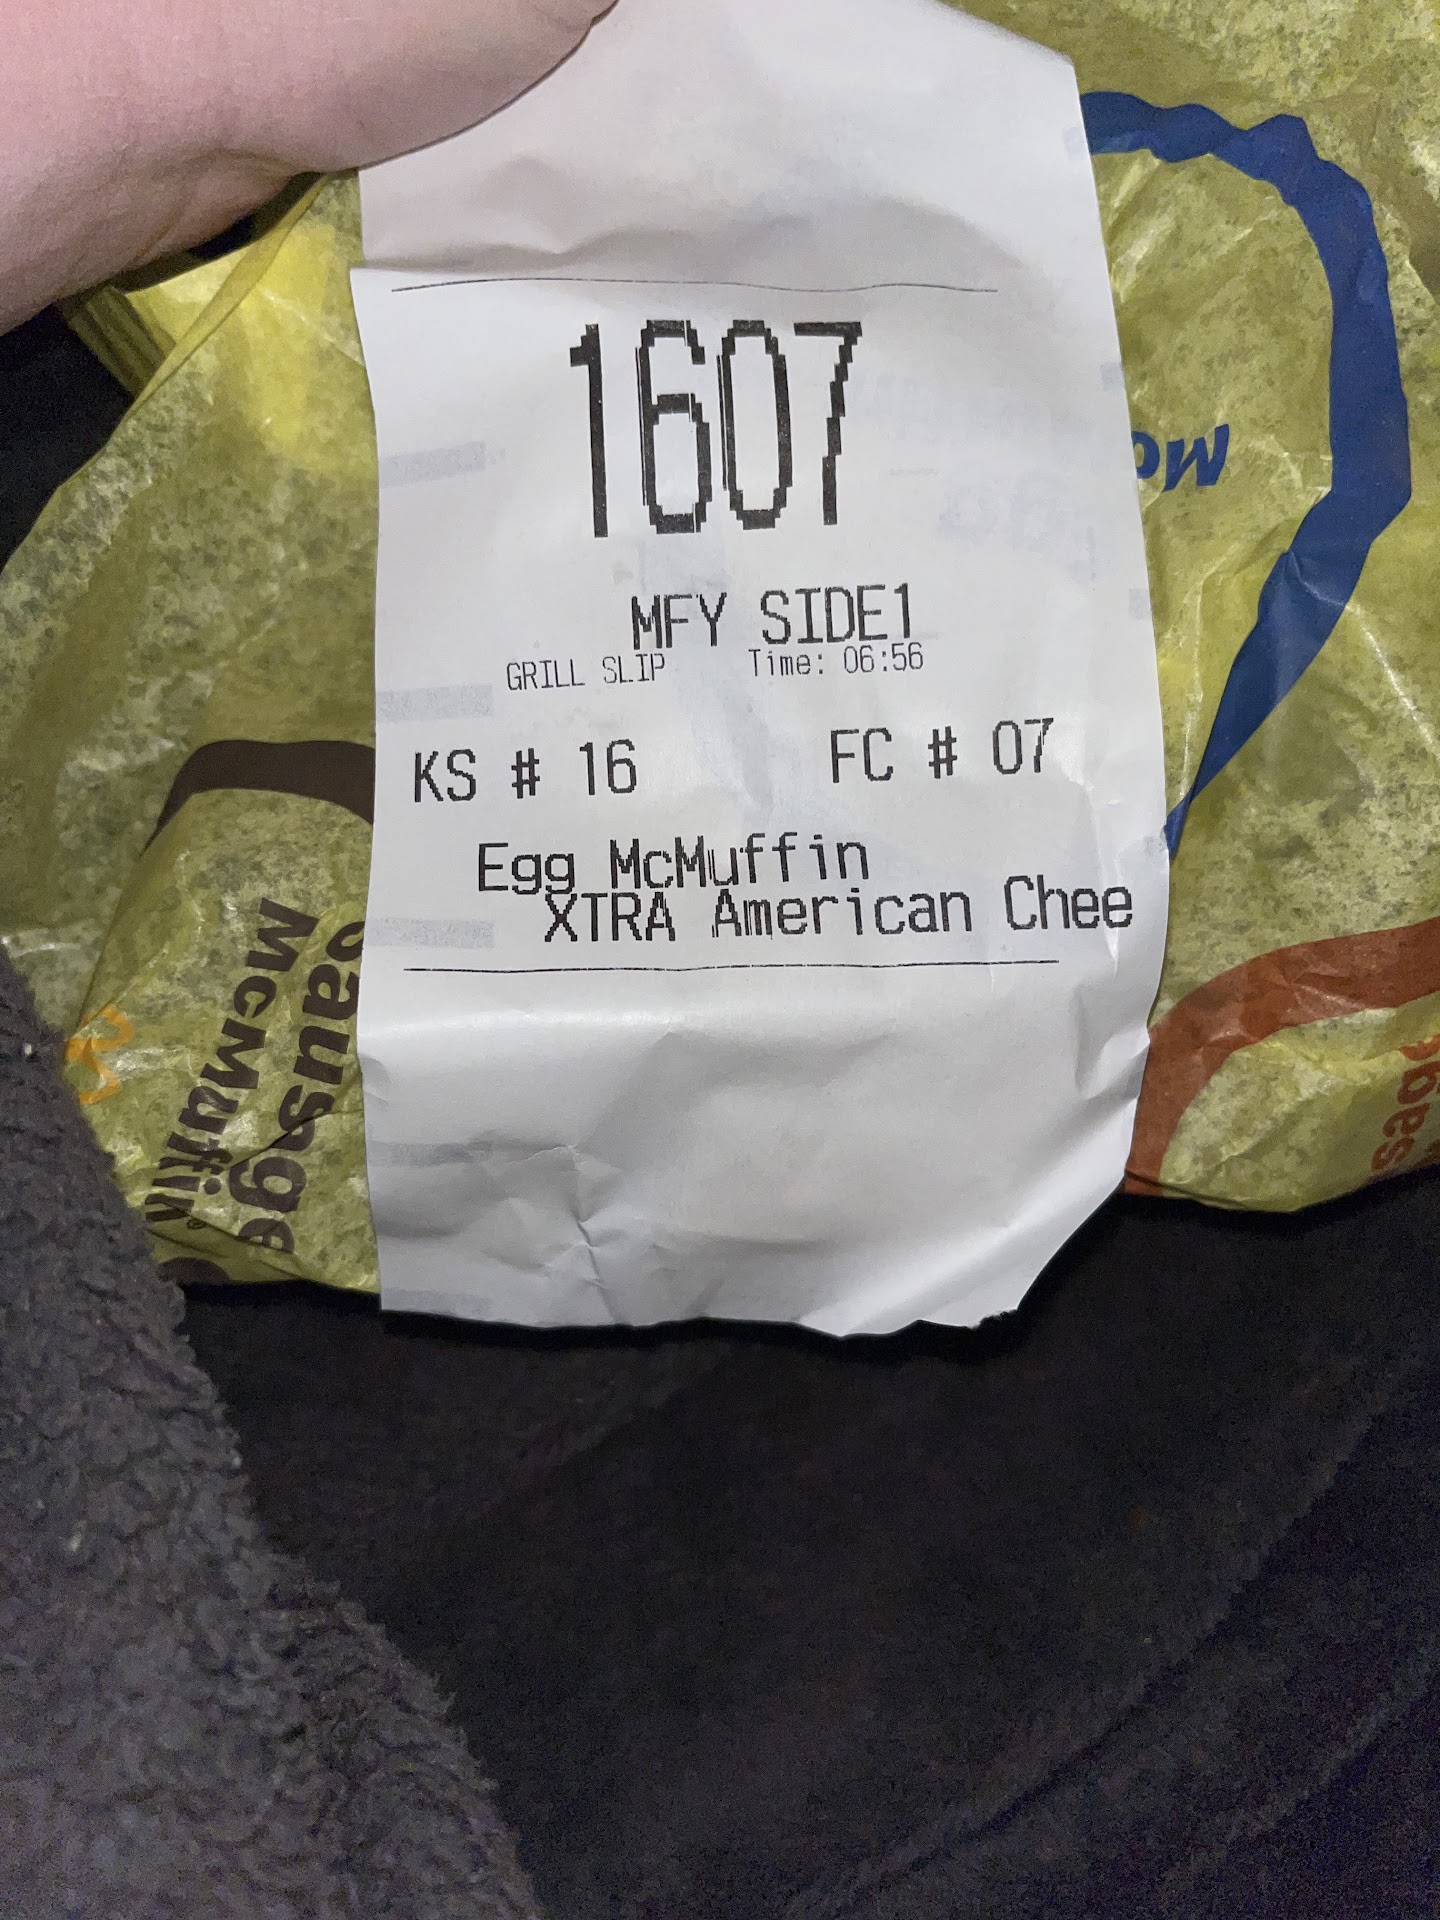 1607
MFY SIDE1
GRILL SLIP Time: 06:56
KS # 16 FC # 07
Egg McMuffin
XTRA American Chee
Sausage
McMuffin®